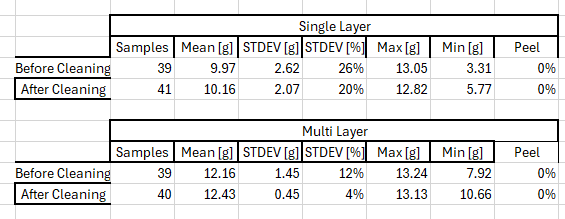 Single Layer
Samples Mean [g] STDEV [g] STDEV [%] Max [g] Min [g] Peel
Before Cleaning 39 9.97 2.62 26% 13.05 3.31 0%
After Cleaning 41 10.16 2.07 20% 12.82 5.77 0%
Multi Layer
Samples Mean [g] STDEV [g] STDEV [%] Max [g] Min [g] Peel
Before Cleaning 39 12.16 1.45 12% 13.24 7.92 0%
After Cleaning 40 12.43 0.45 4% 13.13 10.66 0%